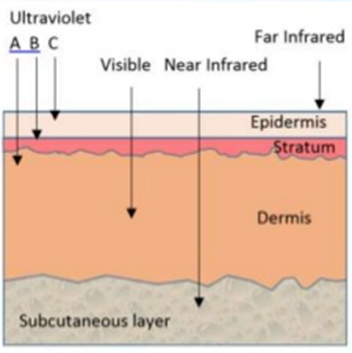 Ultraviolet
A B C
Far Infrared
Visible Near Infrared
Epidermis
Stratum
Dermis
Subcutaneous layer